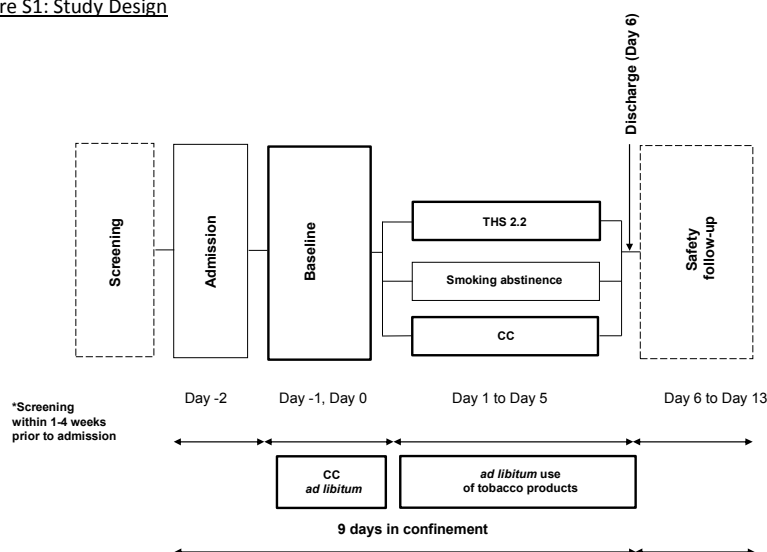 re S1: Study Design
Discharge (Day 6)
Screening
Admission
Baseline
THS 2.2
Smoking abstinence
CC
Safety
follow-up
*Screening
within 1-4 weeks
prior to admission
Day -2
Day -1, Day 0
Day 1 to Day 5
Day 6 to Day 13
CC
ad libitum
ad libitum use
of tobacco products
9 days in confinement